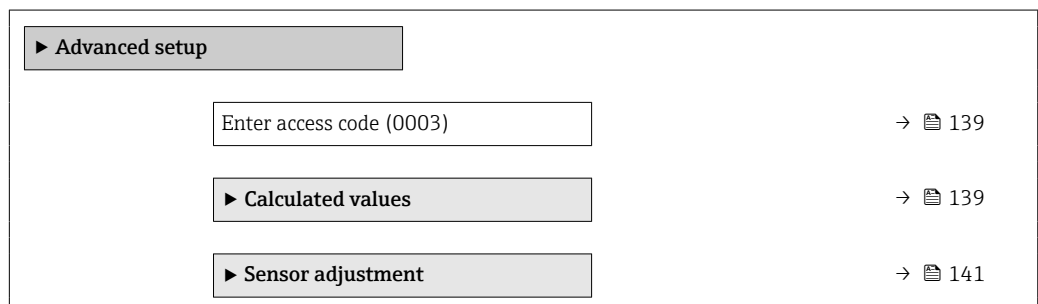 ▶ Advanced setup
Enter access code (0003) → 139
▶ Calculated values → 139
▶ Sensor adjustment → 141